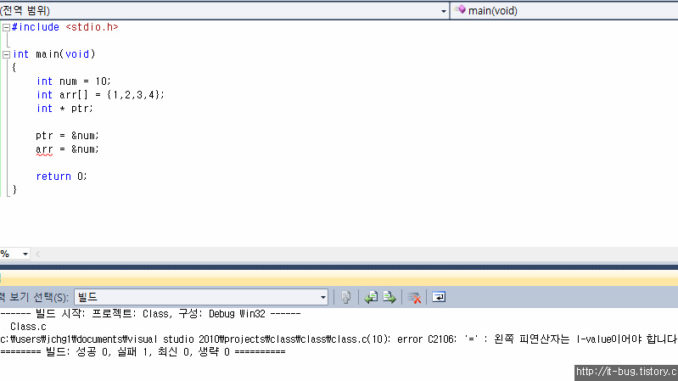 (전역 범위)
main(void)
#include <stdio.h>
int main(void)
{
int num = 10;
int arr[] = {1,2,3,4};
int * ptr;
ptr = &num;
arr = &num;
return 0;
}
%
보기 선택(S): 빌드
------ 빌드 시작: 프로젝트: Class, 구성: Debug Win32 ------
Class.c
c:₩users₩jchg1₩documents₩visual studio 2010₩projects₩class₩class₩class.c(10): error C2106: '=' : 왼쪽 피연산자는 l-value이어야 합니다
======== 빌드: 성공 0, 실패 1, 최신 0, 생략 0 ==========
http://it-bug.tistory.c